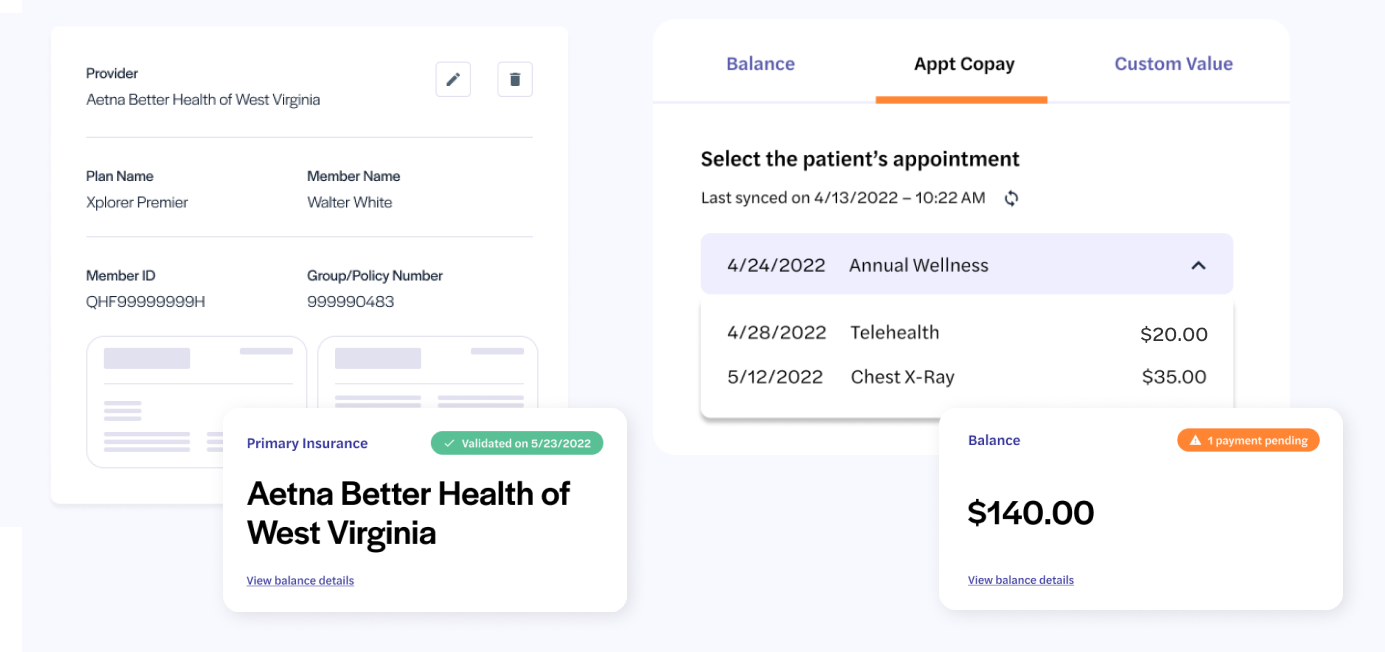 Provider
Aetna Better Health of West Virginia
Plan Name
Member Name
Xplorer Premier
Walter White
Member ID
Group/Policy Number
QHF99999999H
999990483
Primary Insurance
Validated on 5/23/2022
Aetna Better Health of
West Virginia
View balance details
Balance
Appt Copay
Custom Value
Select the patient’s appointment
Last synced on 4/13/2022 – 10:22 AM
4/24/2022 Annual Wellness
4/28/2022 Telehealth $20.00
5/12/2022 Chest X-Ray $35.00
Balance
1 payment pending
$140.00
View balance details